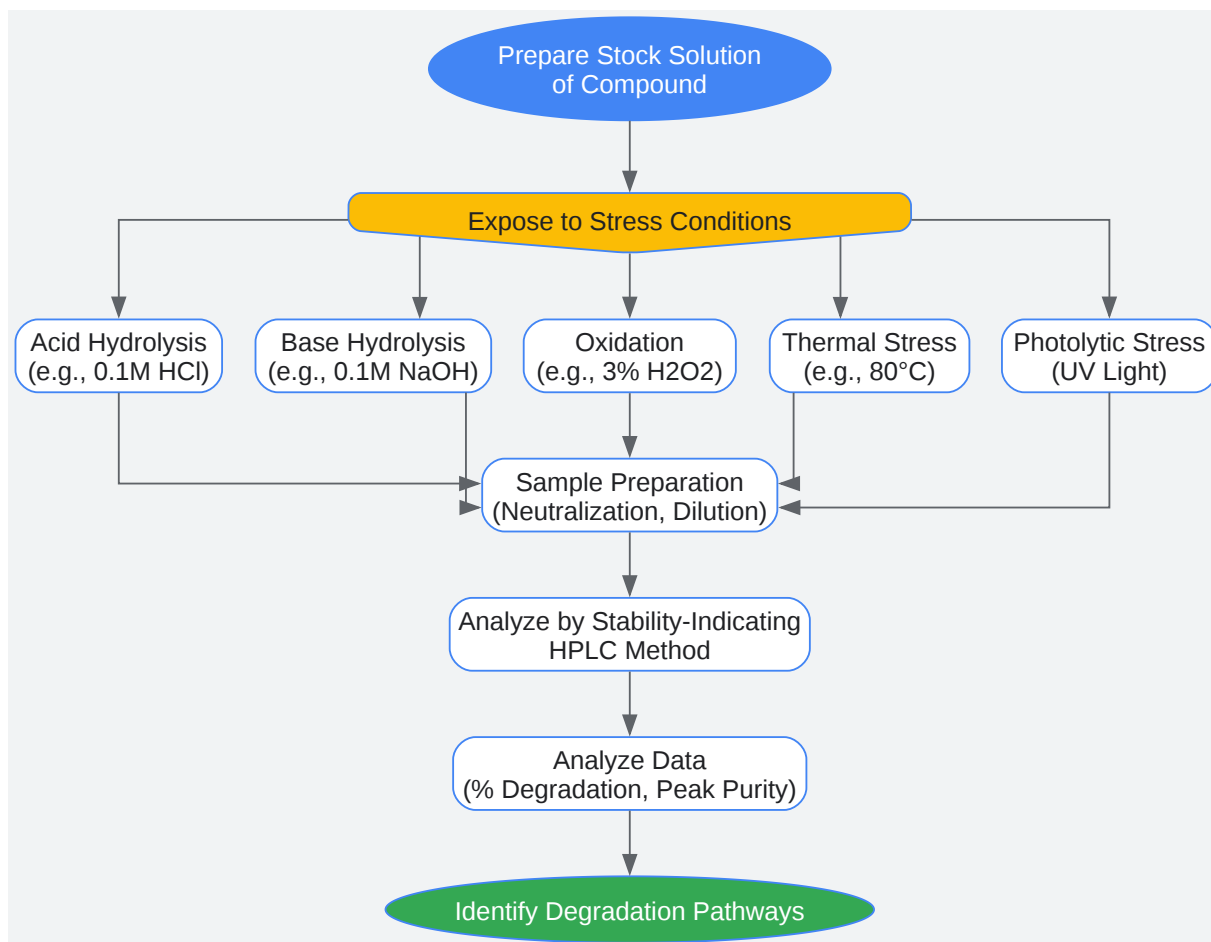 Prepare Stock Solution
of Compound
Expose to Stress Conditions
Acid Hydrolysis
(e.g., 0.1M HCl)
Base Hydrolysis
(e.g., 0.1M NaOH)
Oxidation
(e.g., 3% H2O2)
Thermal Stress
(e.g., 80°C)
Photolytic Stress
(UV Light)
Sample Preparation
(Neutralization, Dilution)
Analyze by Stability-Indicating
HPLC Method
Analyze Data
(% Degradation, Peak Purity)
Identify Degradation Pathways